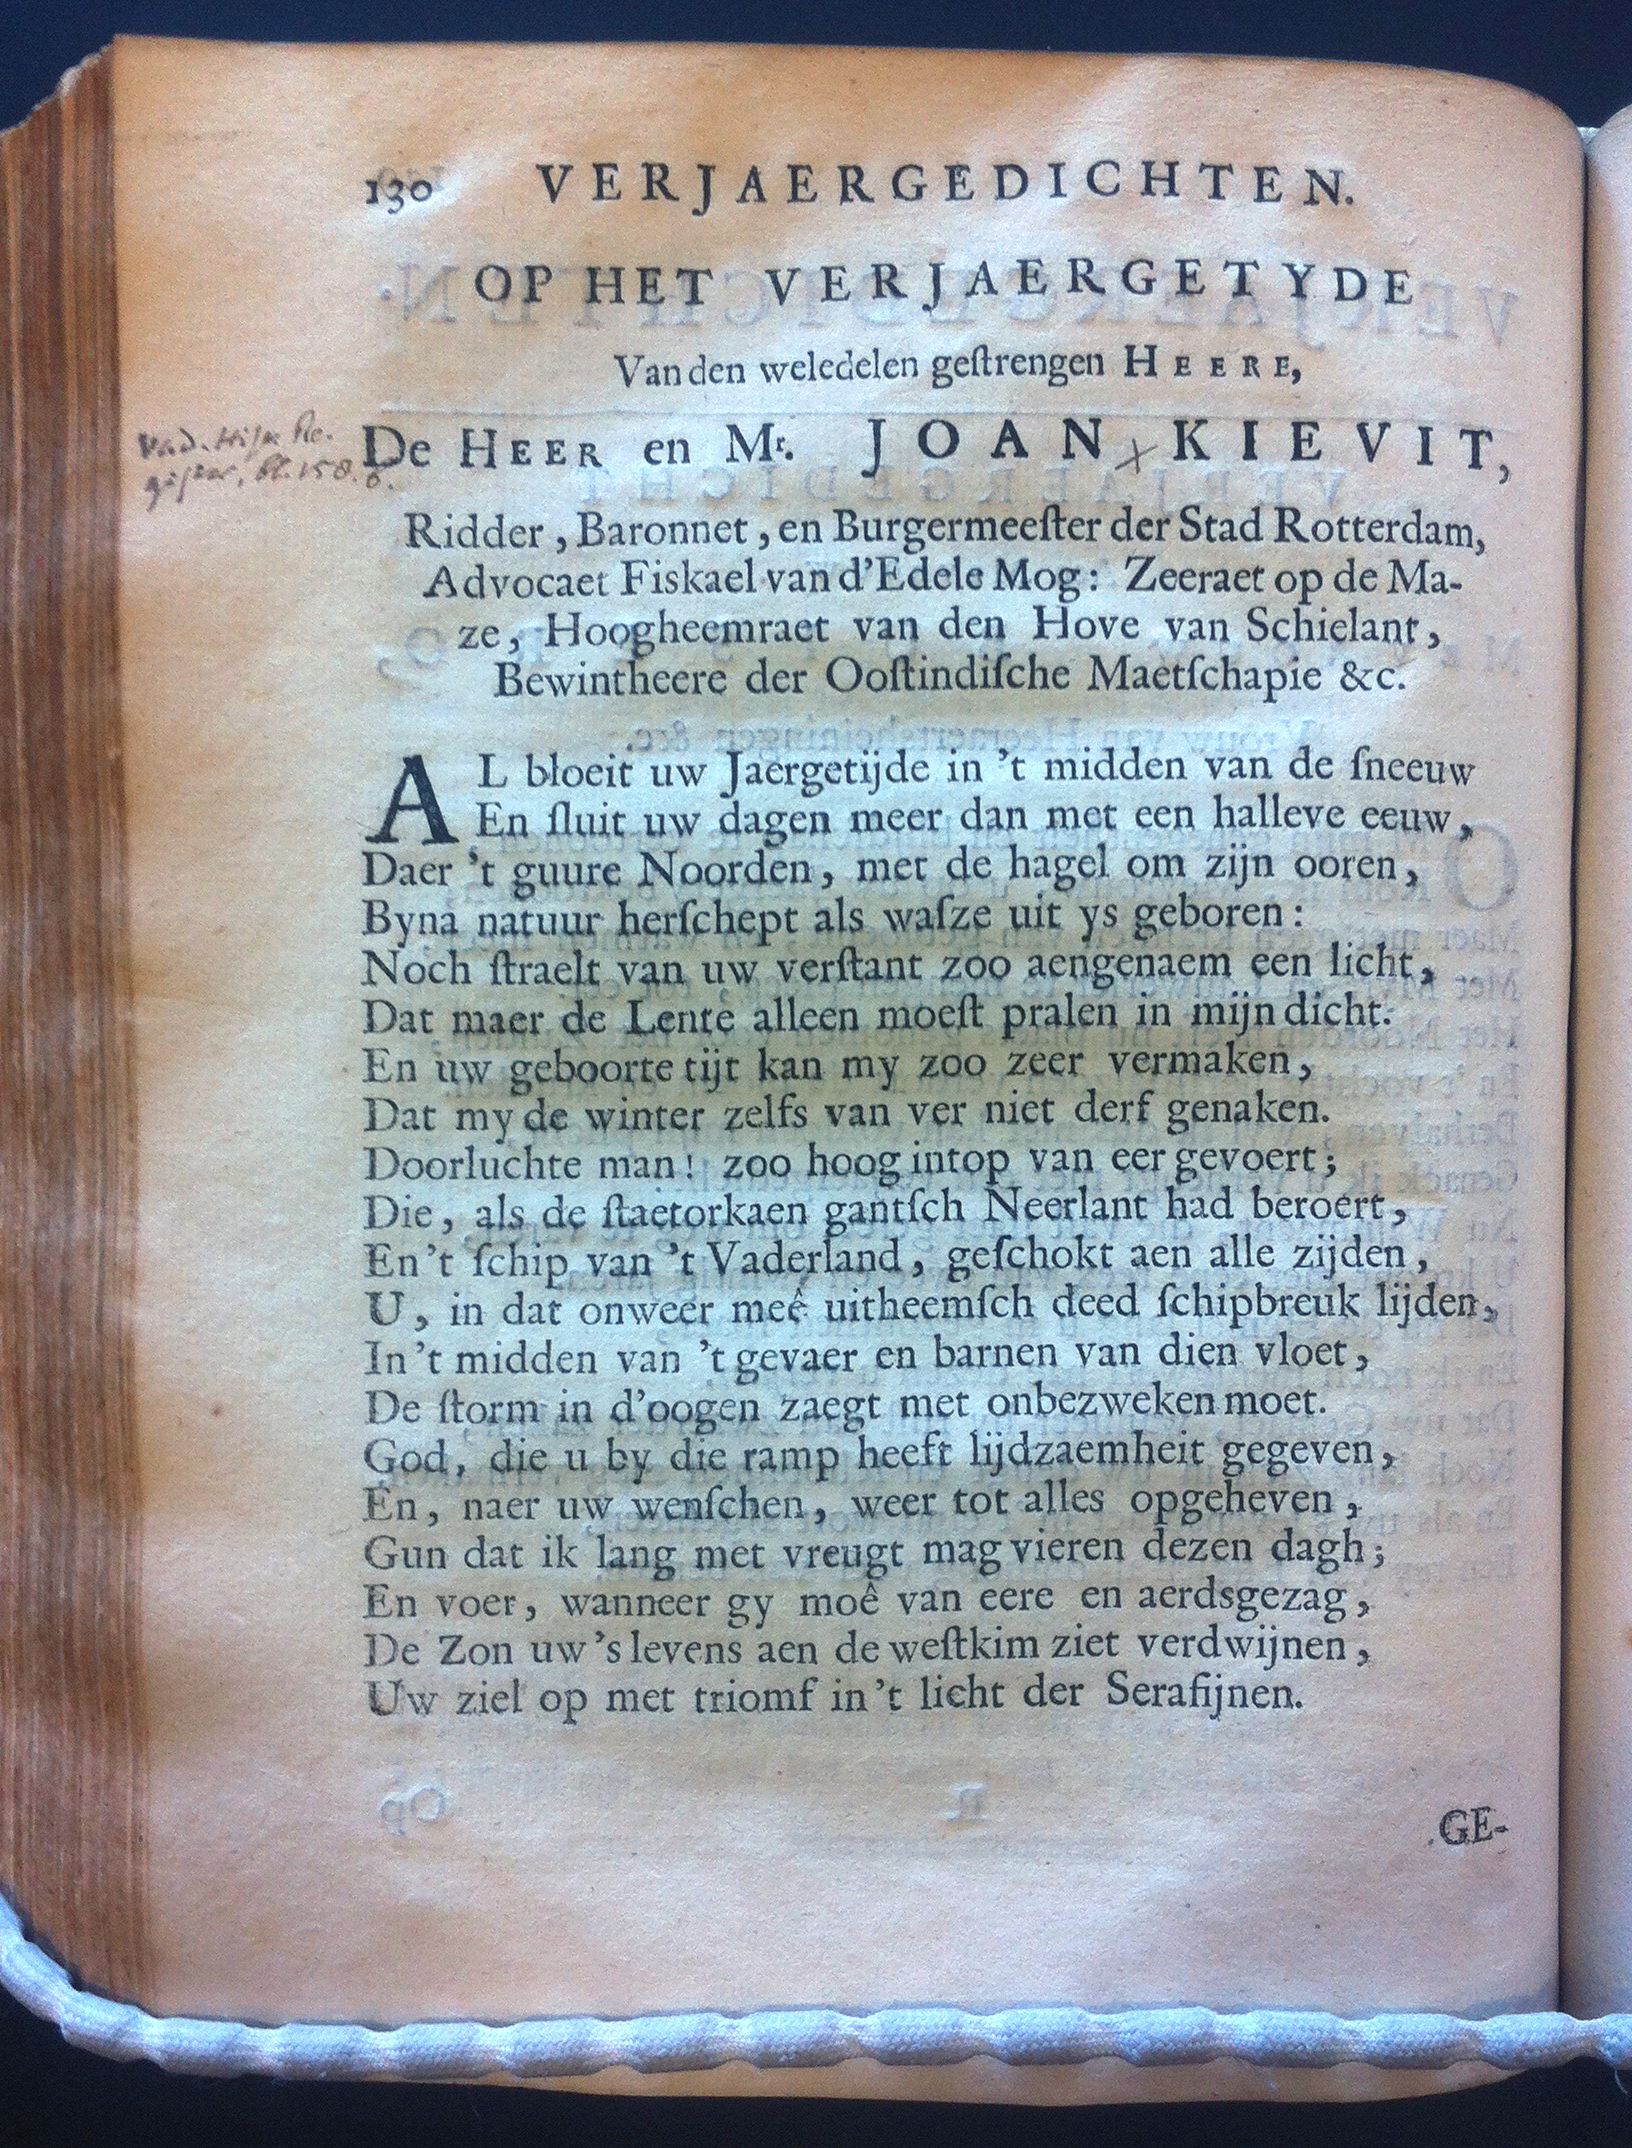 130 VERJAERGEDICHTEN.
OP HET VERJAERGETYDE
Van den weledelen geſtrengen HEERE,
De HEER en Mr. JOAN KIEVIT,
Ridder, Baronnet, en Burgermeeſter der Stad Rotterdam,
Advocaet Fiskael van d'Edele Mog: Zeeraet op de Ma-
ze, Hoogheemraet van den Hove van Schielant,
Bewintheere der Ooſtindiſche Maetſchapie &c.
AL bloeit uw Jaergetijde in 't midden van de ſneeuw
En ſluit uw dagen meer dan met een halleve eeuw,
Daer 't guure Noorden, met de hagel om zijn ooren,
Byna natuur herſchept als waſze uit ys geboren:
Noch ſtraelt van uw verſtant zoo aengenaem een licht,
Dat maer de Lente alleen moeſt pralen in mijn dicht.
En uw geboorte tijt kan my zoo zeer vermaken,
Dat my de winter zelfs van ver niet derf genaken.
Doorluchte man! zoo hoog intop van eer gevoert;
Die, als de ſtaetorkaen gantſch Neerlant had beroert,
En 't ſchip van 't Vaderland, geſchokt aen alle zijden,
U, in dat onweer meê uitheemſch deed ſchipbreuk lijden,
In 't midden van 't gevaer en barnen van dien vloet,
De ſtorm in d'oogen zaegt met onbezweken moet.
God, die u by die ramp heeft lijdzaemheit gegeven,
En, naer uw wenſchen, weer tot alles opgeheven,
Gun dat ik lang met vreugt mag vieren dezen dagh;
En voer, wanneer gy moê van eere en aerdsgezag,
De Zon uw 's levens aen de weſtkim ziet verdwijnen,
Uw ziel op met triomf in 't licht der Serafijnen.
GE-